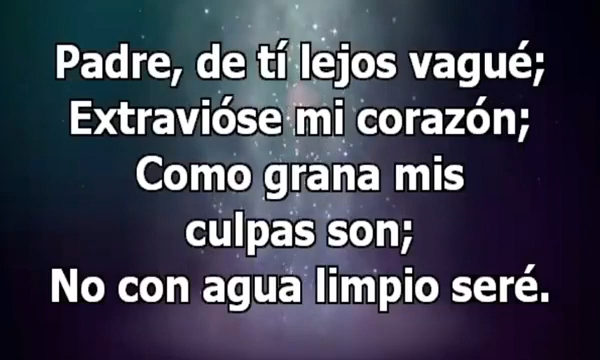 Padre, de tí lejos vagué;
Extravióse mi corazón;
Como grana mis
culpas son;
No con agua limpio seré.